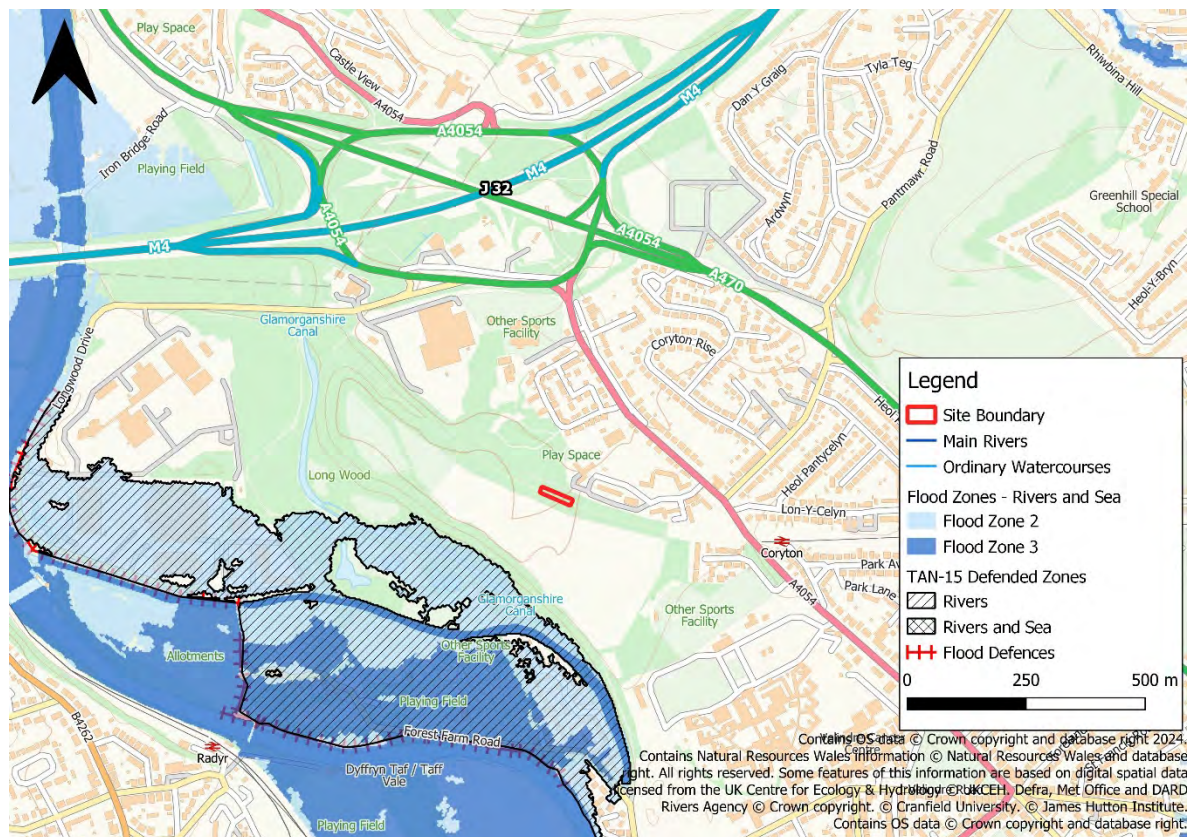 Play Space
Castle View
A4054
A4054
M4
M4
Dan Y Graig
Tyla Teg
Rhiwbina Hill
Iron Bridge Road
Playing Field
J 32
Ardwyn
Pantmawr Road
Greenhill Special
School
A4054
M4
A4054
A470
Heol-Y-Bryn
Longwood Drive
Glamorganshire
Canal
Other Sports
Facility
Coryton Rise
Long Wood
Play Space
Heol Pantycelyn
Lon-Y-Celyn
Coryton
A4054
Park Av
Park Lane
Glamorganshire
Canal
Other Sports
Facility
Other Sports
Facility
Allotments
Playing Field
Forest Farm Road
B4262
Radyr
Dyffryn Taf / Taff
Vale
Playing Field
Legend
Site Boundary
Main Rivers
Ordinary Watercourses
Flood Zones - Rivers and Sea
Flood Zone 2
Flood Zone 3
TAN-15 Defended Zones
Rivers
Rivers and Sea
Flood Defences
0 250 500 m
Contains OS data © Crown copyright and database right 2024.
Contains Natural Resources Wales information © Natural Resources Wales and database
right. All rights reserved. Some features of this information are based on digital spatial data
licensed from the UK Centre for Ecology & Hydrology © UKCEH. Defra, Met Office and DARD
Rivers Agency © Crown copyright. © Cranfield University. © James Hutton Institute.
Contains OS data © Crown copyright and database right.